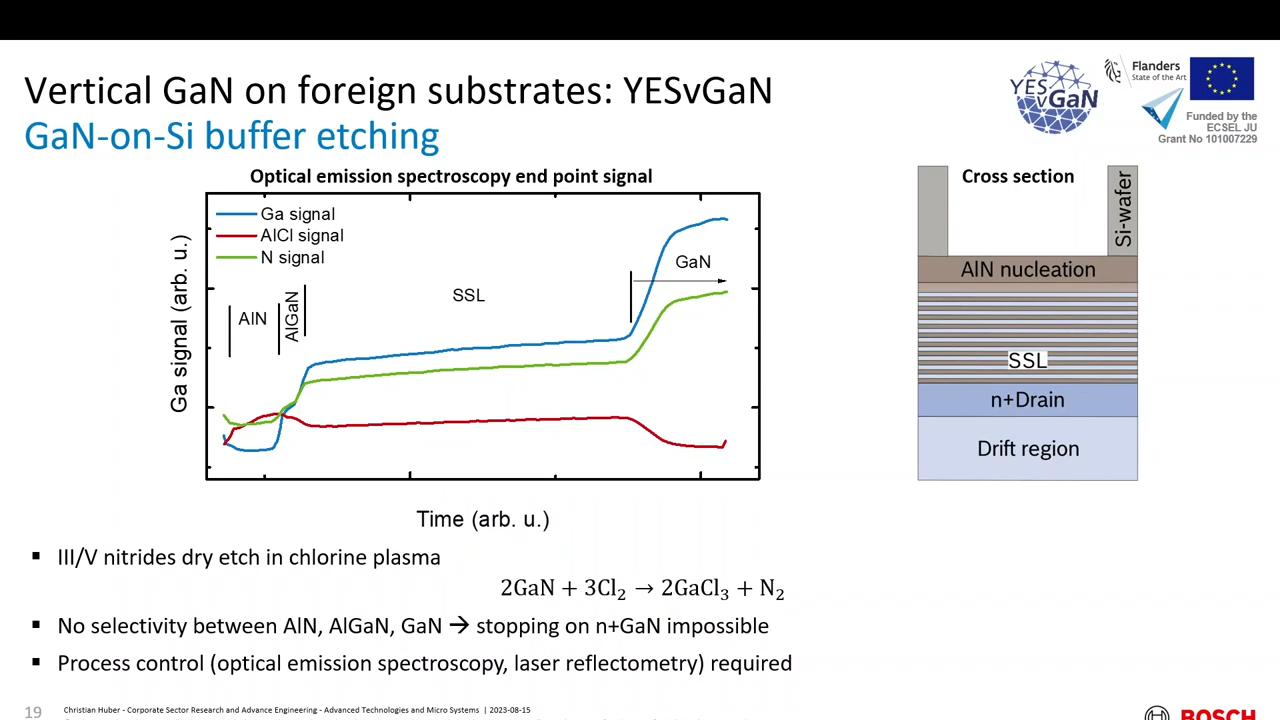 Vertical GaN on foreign substrates: YESvGaN
GaN-on-Si buffer etching
YES
vGaN
Flanders
State of the Art
Funded by the
ECSEL JU
Grant No 101007229
Optical emission spectroscopy end point signal
Ga signal
AlCl signal
N signal
AlN
AlGaN
SSL
GaN
Ga signal (arb. u.)
Time (arb. u.)
Cross section
Si-wafer
AlN nucleation
SSL
n+Drain
Drift region
▪ III/V nitrides dry etch in chlorine plasma
2GaN + 3Cl₂ → 2GaCl₃ + N₂
▪ No selectivity between AlN, AlGaN, GaN → stopping on n+GaN impossible
▪ Process control (optical emission spectroscopy, laser reflectometry) required
19
Christian Huber - Corporate Sector Research and Advance Engineering - Advanced Technologies and Micro Systems | 2023-08-15
BOSCH